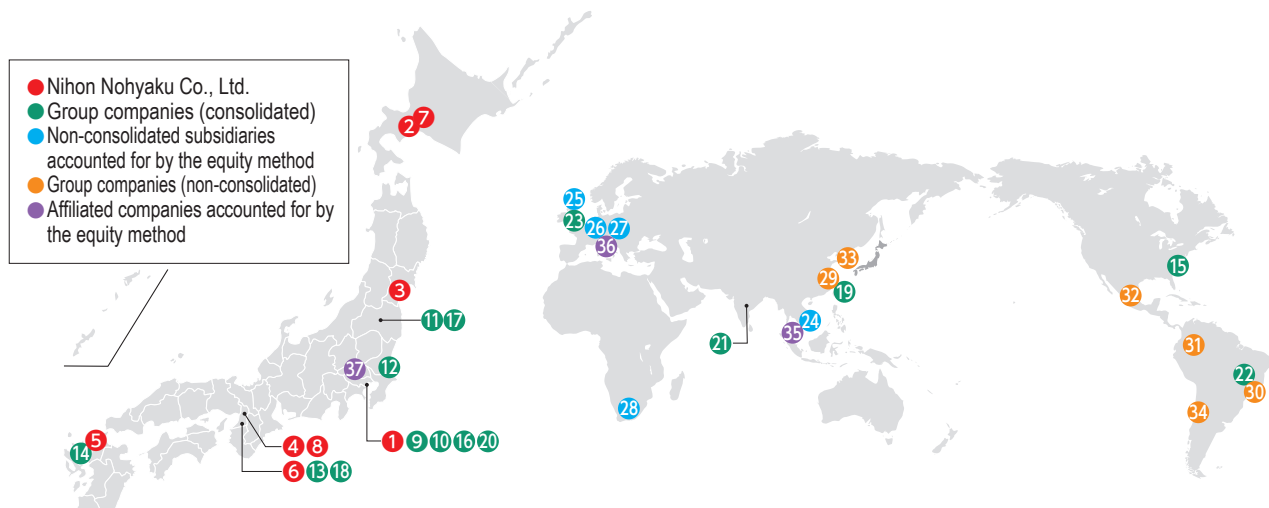 Nihon Nohyaku Co., Ltd.
Group companies (consolidated)
Non-consolidated subsidiaries
accounted for by the equity method
Group companies (non-consolidated)
Affiliated companies accounted for by
the equity method
2 7
3
11 17
37 12
1 9 10 16 20
5
14
4 8
6 13 18
25
23
26 27
36
33
29
19
24
35
21
28
15
32
31
22
30
34